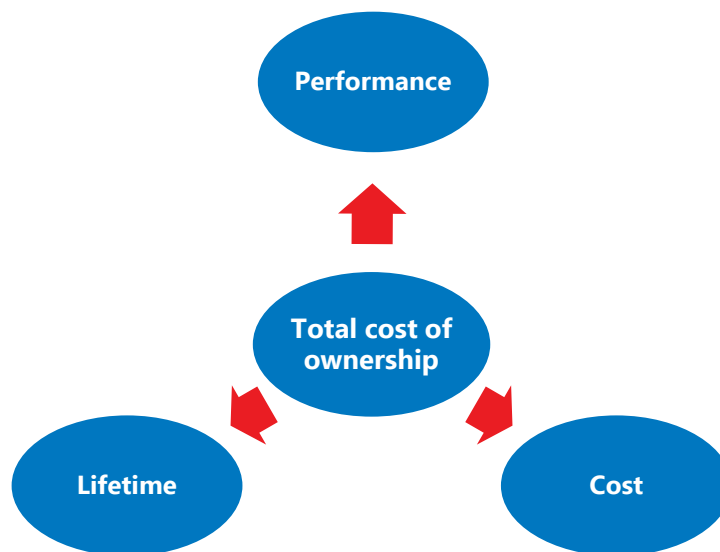 Performance
Total cost of
ownership
Lifetime
Cost